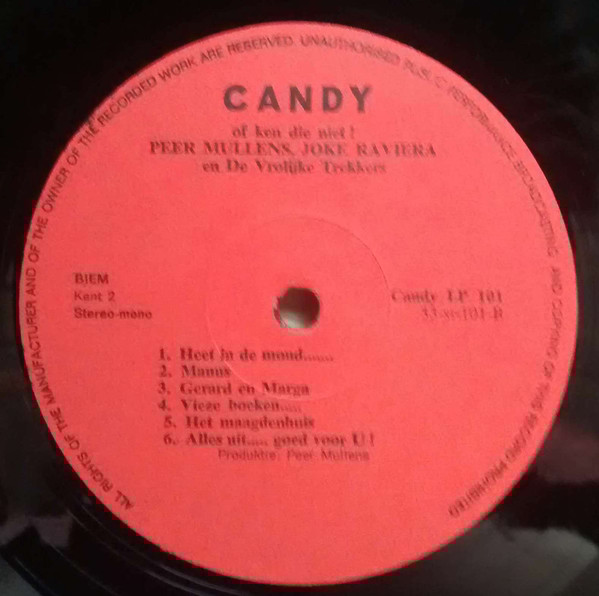 ALL RIGHTS OF THE MANUFACTURER AND OF THE OWNER OF THE RECORDED WORK ARE RESERVED. UNAUTHORISED PUBLIC PERFORMANCE BROADCASTING AND COPYING OF THIS RECORD PROHIBITED
CANDY
of ken die niet!
PEER MULLENS, JOKE RAVIERA
en De Vrolijke Trekkers
BIEM
Kant 2
Stereo-mono
Candy LP 101
1. Heet in de mond.......
2. Manus
3. Gerard en Marga
4. Vieze boeken.....
5. Het maagdenhuis
6. Alles uit..... goed voor U!
Produktie: Peer Mullens